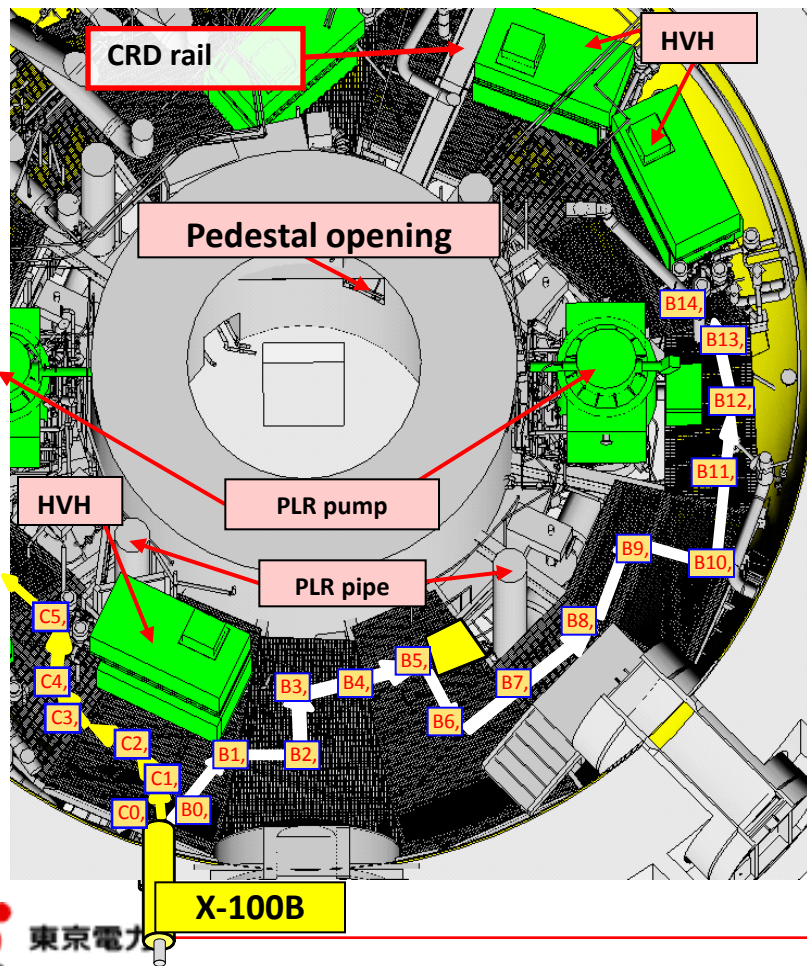 CRD rail
HVH
Pedestal opening
B14,
B13,
B12,
HVH
PLR pump
B11,
B9,
B10,
PLR pipe
C5,
B8,
B5,
C4,
B3,
B4,
B7,
C3,
B6,
C2,
B1,
B2,
C1,
C0,
B0,
X-100B
東京電力